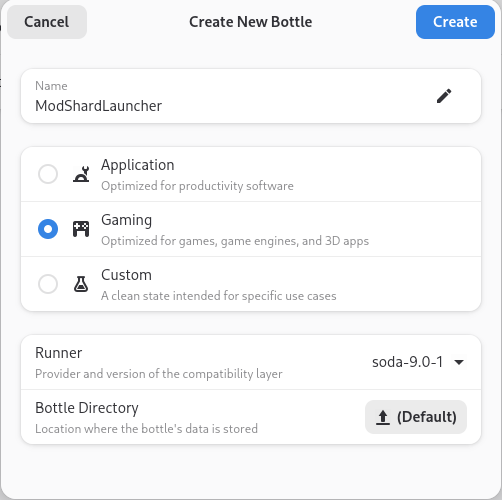 Cancel
Create New Bottle
Create
Name
ModShardLauncher
Application
Optimized for productivity software
Gaming
Optimized for games, game engines, and 3D apps
Custom
A clean state intended for specific use cases
Runner
Provider and version of the compatibility layer
soda-9.0-1
Bottle Directory
Location where the bottle's data is stored
(Default)